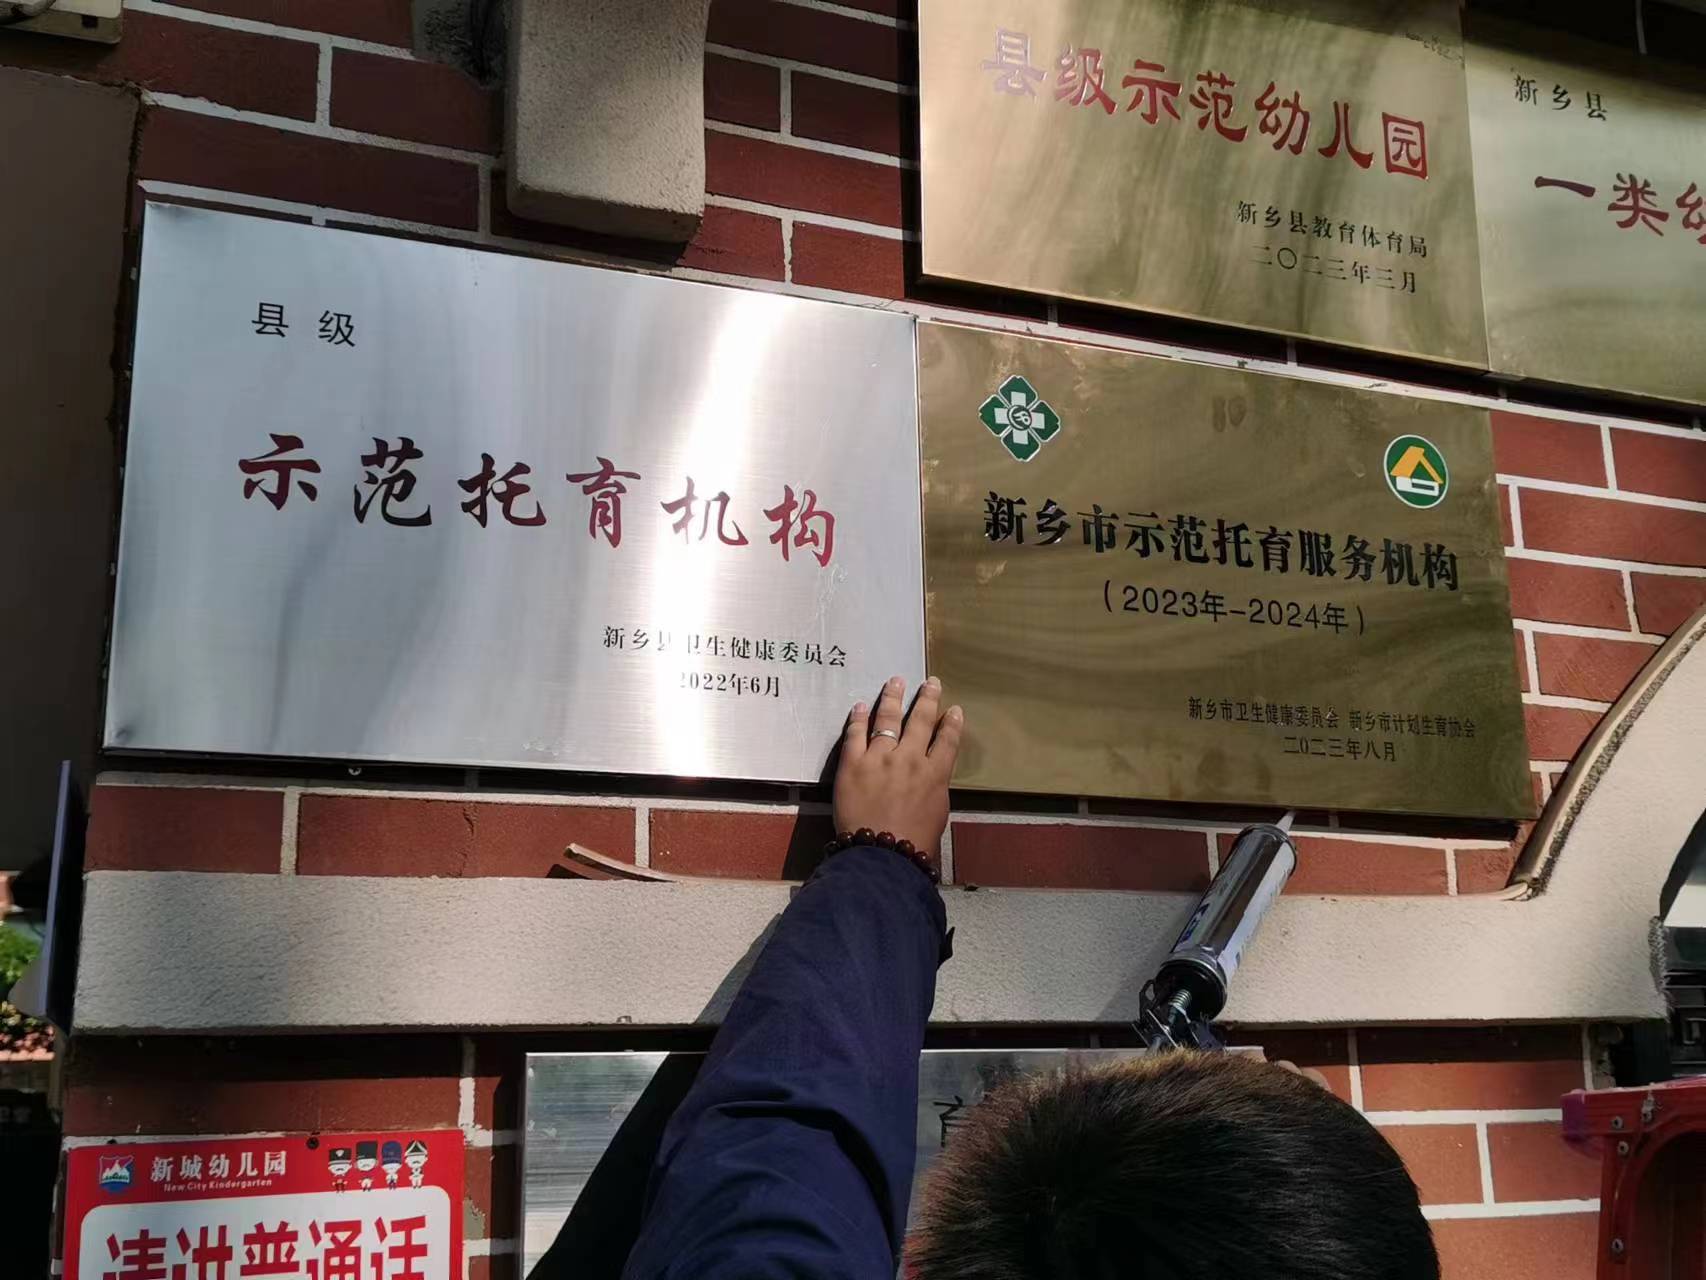 县级示范幼儿园
新乡县教育体育局
二〇二三年三月
新乡县
一类幼
县 级
示范托育机构
新乡县卫生健康委员会
2022年6月
新乡市示范托育服务机构
（2023年-2024年）
新乡市卫生健康委员会 新乡市计划生育协会
二0二三年八月
新城幼儿园
New City Kindergarten
请讲普通话